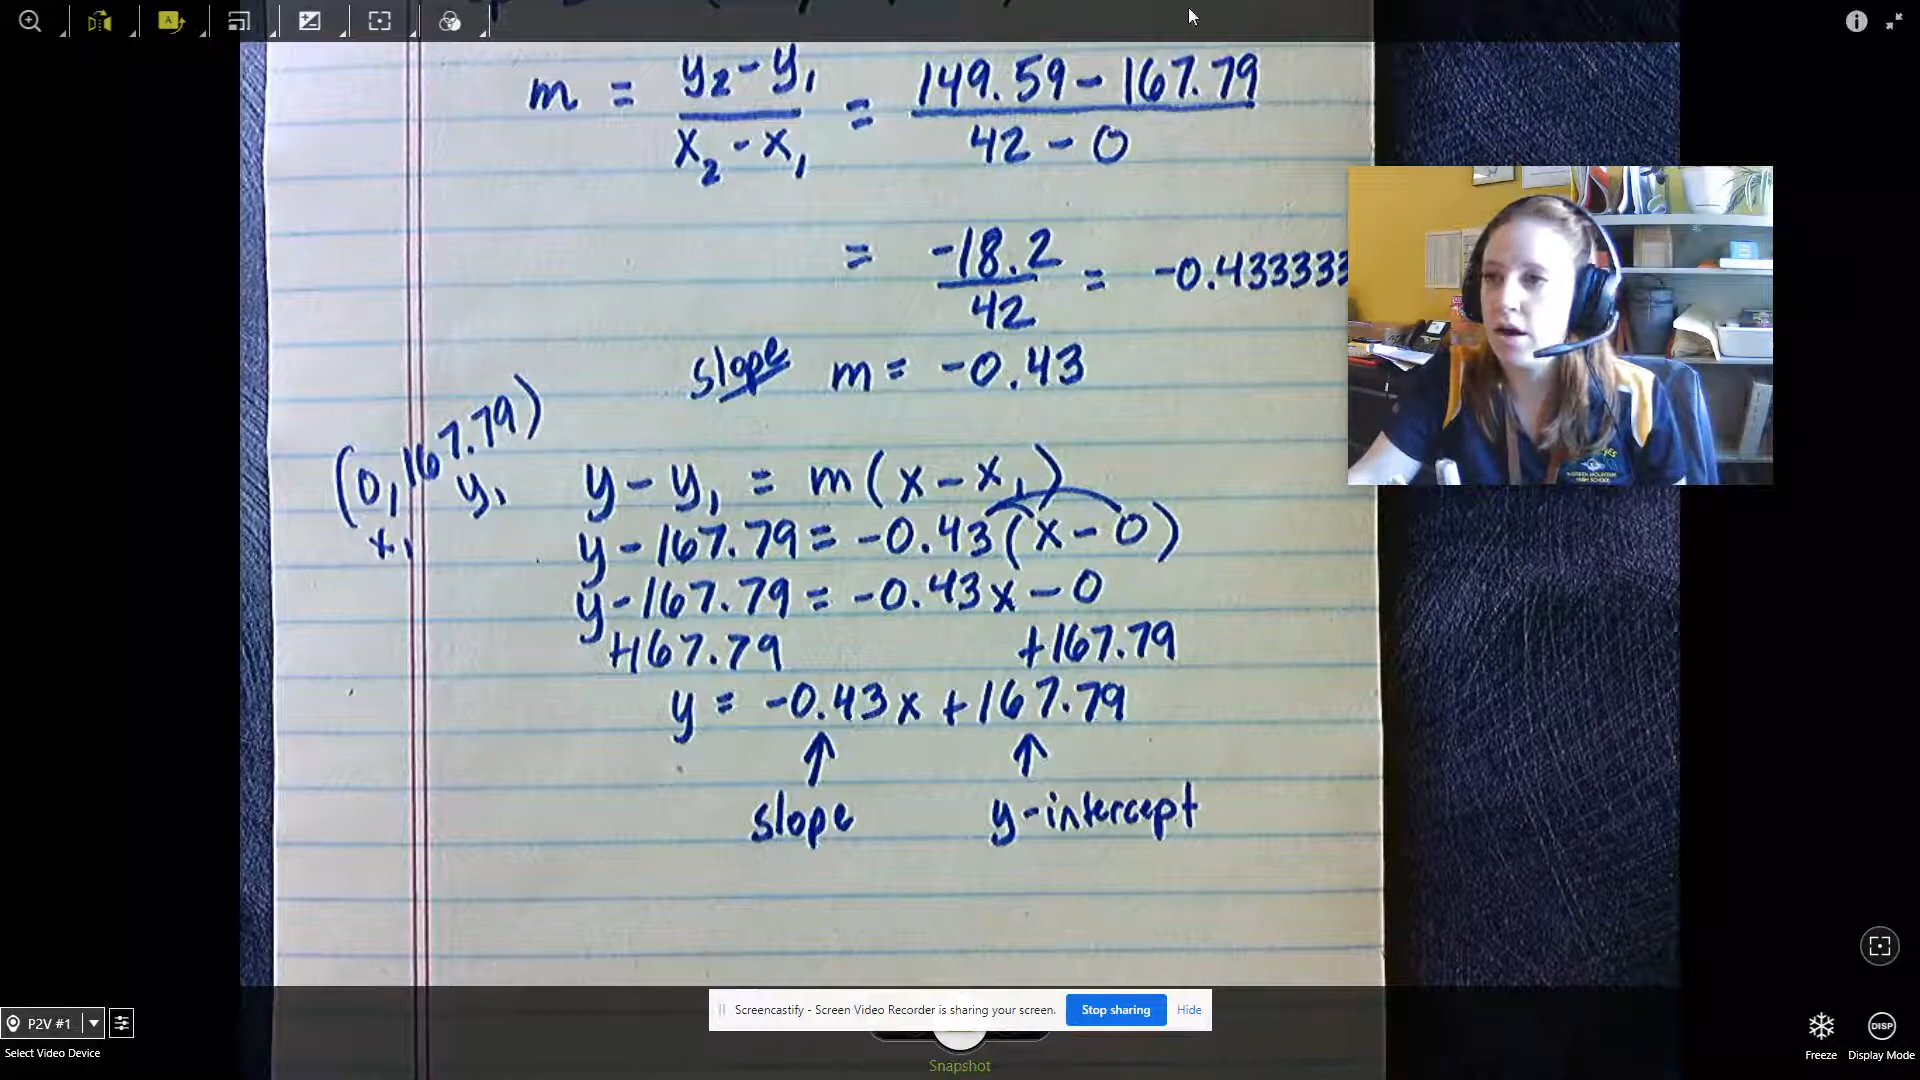 m = y₂ - y₁ / x₂ - x₁ = 149.59 - 167.79 / 42 - 0
= -18.2 / 42 = -0.433333
slope m = -0.43
(0, 167.79)
x₁ y₁
y - y₁ = m(x - x₁)
y - 167.79 = -0.43(x - 0)
y - 167.79 = -0.43x - 0
+167.79 +167.79
y = -0.43x + 167.79
↑ ↑
slope y-intercept
Screencastify - Screen Video Recorder is sharing your screen. Stop sharing Hide
P2V #1
Select Video Device
Snapshot
Freeze
DISP
Display Mode